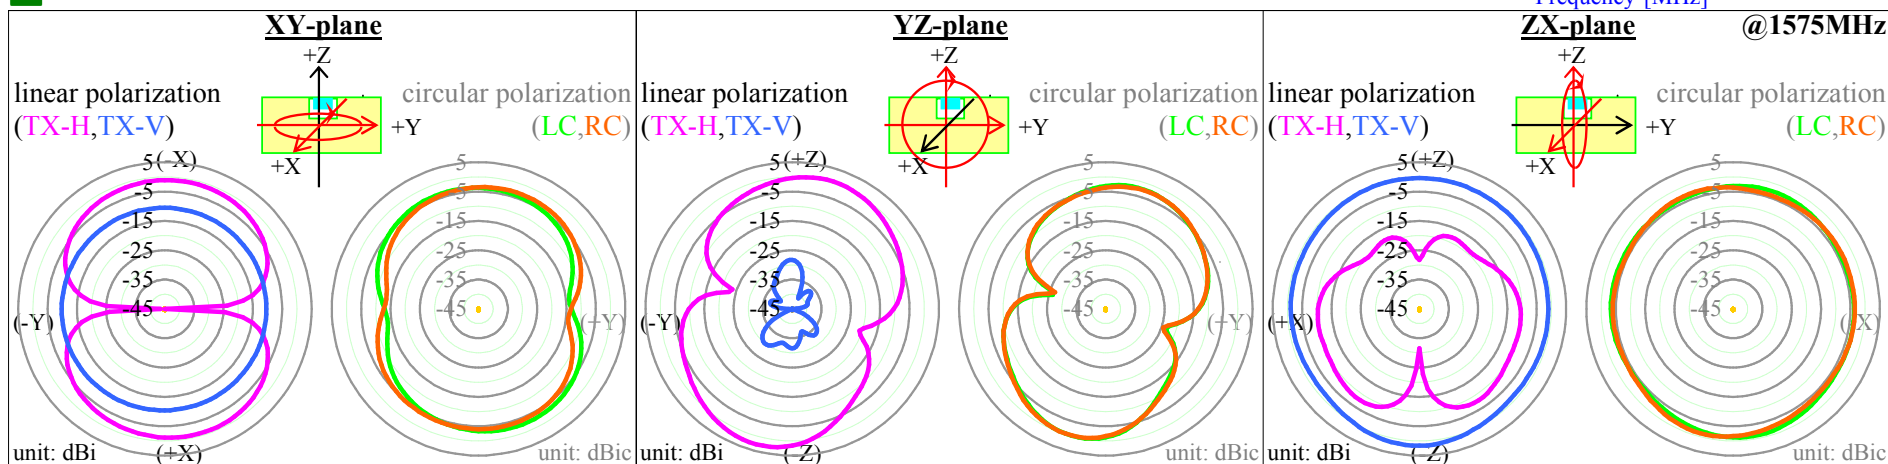 Frequency [MHz]
XY-plane
+Z
linear polarization
circular polarization
(TX-H,TX-V)
(LC,RC)
+Y
+X
5
(-X)
-5
-15
-25
-35
-45
(-Y)
(+X)
unit: dBi
5
-5
-15
-25
-35
-45
(+Y)
unit: dBic
YZ-plane
+Z
linear polarization
circular polarization
(TX-H,TX-V)
(LC,RC)
+Y
+X
5
(+Z)
-5
-15
-25
-35
-45
(-Y)
(-Z)
unit: dBi
5
-5
-15
-25
-35
-45
(+Y)
unit: dBic
ZX-plane
@1575MHz
+Z
linear polarization
circular polarization
(TX-H,TX-V)
(LC,RC)
+Y
+X
5
(+Z)
-5
-15
-25
-35
-45
(+X)
(-Z)
unit: dBi
5
-5
-15
-25
-35
-45
(-X)
unit: dBic